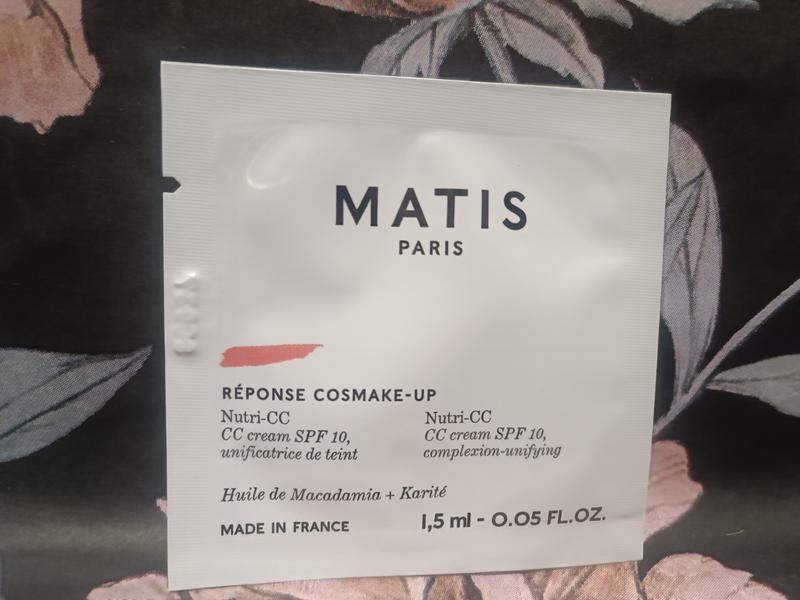 MATIS
PARIS
RÉPONSE COSMAKE-UP
Nutri-CC
CC cream SPF 10,
unificatrice de teint
Nutri-CC
CC cream SPF 10,
complexion-unifying
Huile de Macadamia + Karité
MADE IN FRANCE
1,5 ml - 0.05 FL.OZ.